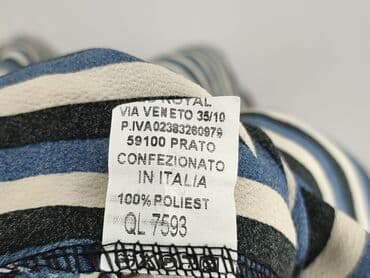 ROYAL
VIA VENETO 35/10
P.IVA02383260979
59100 PRATO
CONFEZIONATO
IN ITALIA
100%POLIEST
QL 7593